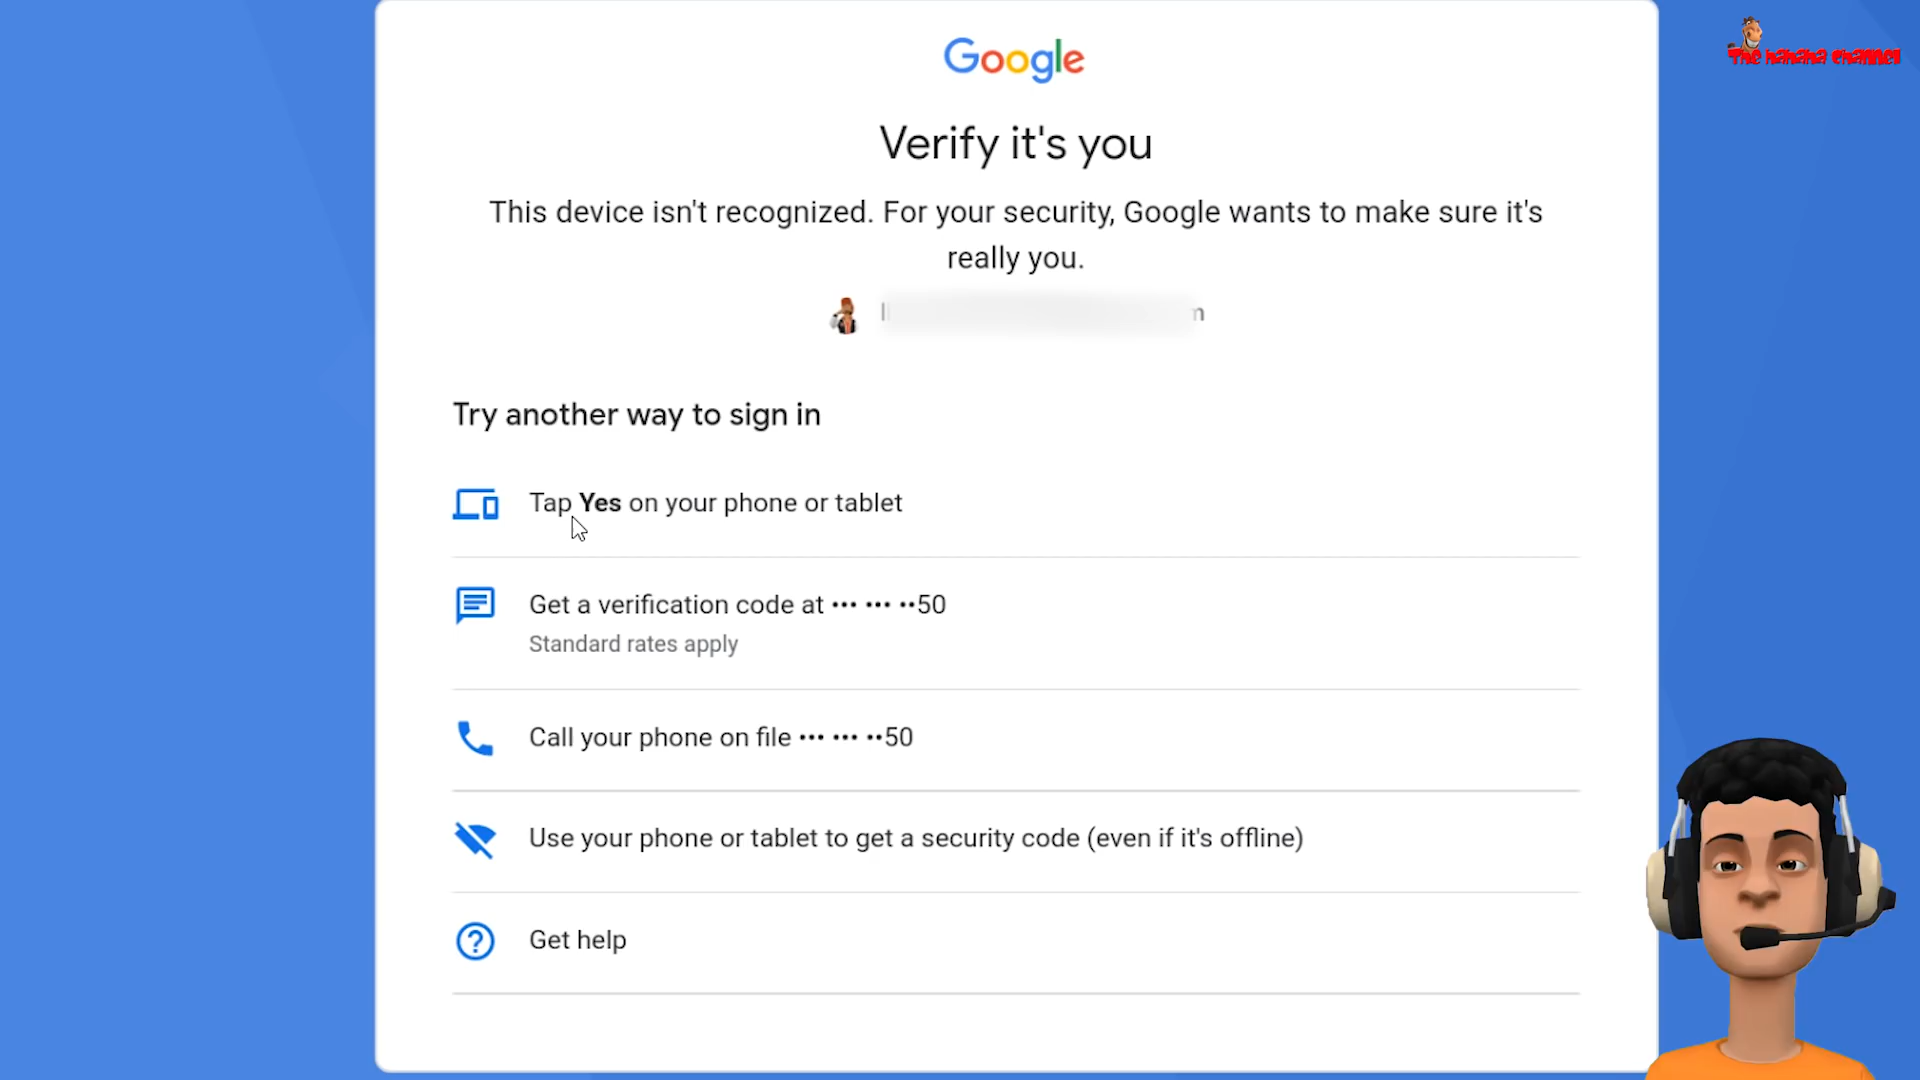 The hahaha channel
Google
Verify it's you
This device isn't recognized. For your security, Google wants to make sure it's
really you.
Try another way to sign in
Tap Yes on your phone or tablet
Get a verification code at ••• ••• ••50
Standard rates apply
Call your phone on file ••• ••• ••50
Use your phone or tablet to get a security code (even if it's offline)
Get help